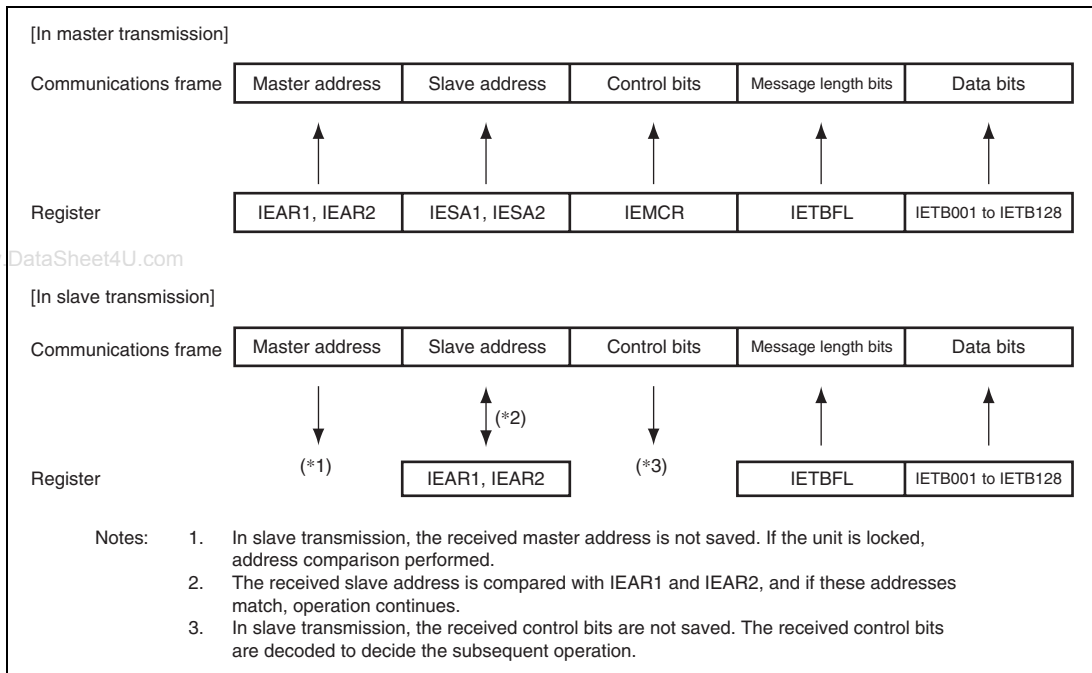 [In master transmission]
Communications frame Master address Slave address Control bits Message length bits Data bits
Register IEAR1, IEAR2 IESA1, IESA2 IEMCR IETBFL IETB001 to IETB128
.DataSheet4U.com
[In slave transmission]
Communications frame Master address Slave address Control bits Message length bits Data bits
(*2)
Register (*1) IEAR1, IEAR2 (*3) IETBFL IETB001 to IETB128
Notes: 1. In slave transmission, the received master address is not saved. If the unit is locked,
address comparison performed.
2. The received slave address is compared with IEAR1 and IEAR2, and if these addresses
match, operation continues.
3. In slave transmission, the received control bits are not saved. The received control bits
are decoded to decide the subsequent operation.